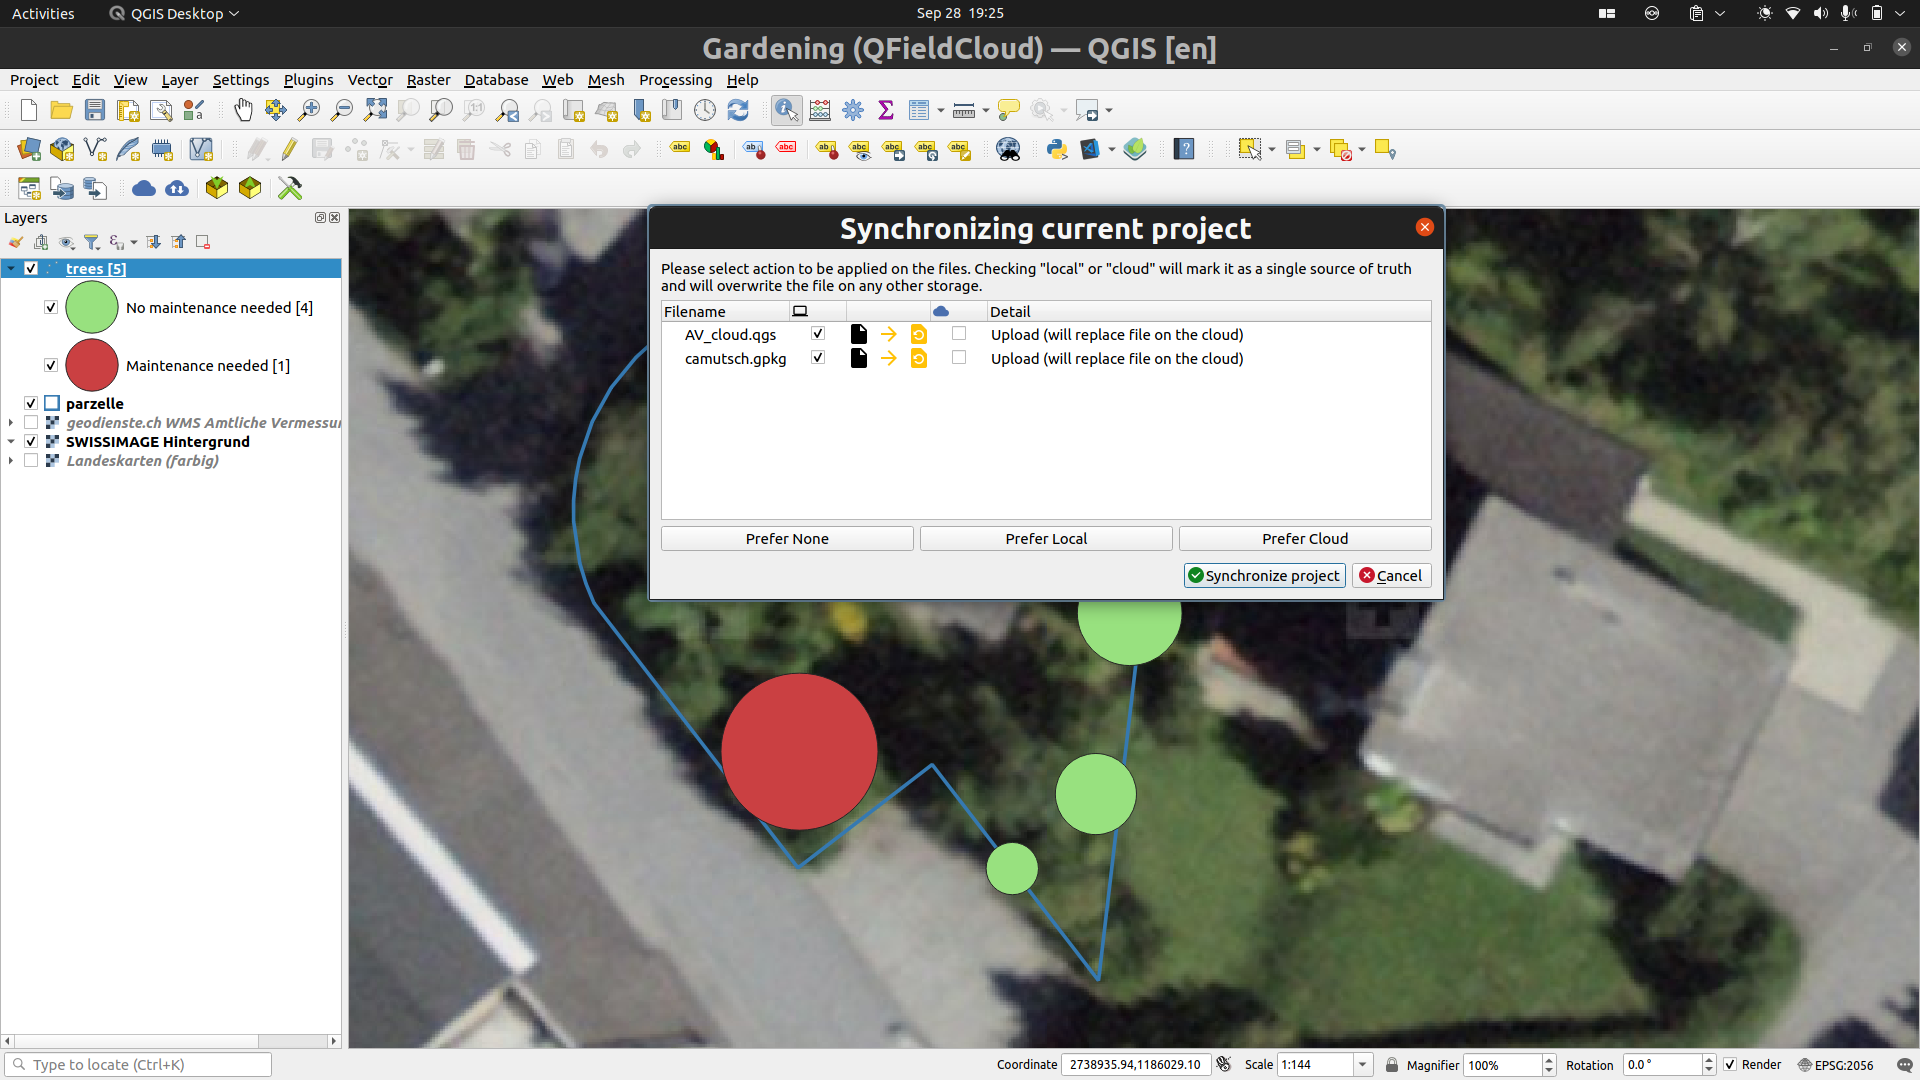 Activities
QGIS Desktop
Sep 28 19:25
Gardening (QFieldCloud) — QGIS [en]
Project Edit View Layer Settings Plugins Vector Raster Database Web Mesh Processing Help
Layers
trees [5]
No maintenance needed [4]
Maintenance needed [1]
parzelle
geodienste.ch WMS Amtliche Vermessu
SWISSIMAGE Hintergrund
Landeskarten (farbig)
Synchronizing current project
Please select action to be applied on the files. Checking "local" or "cloud" will mark it as a single source of truth
and will overwrite the file on any other storage.
Filename Detail
AV_cloud.qgs Upload (will replace file on the cloud)
camutsch.gpkg Upload (will replace file on the cloud)
Prefer None Prefer Local Prefer Cloud
Synchronize project Cancel
Type to locate (Ctrl+K)
Coordinate 2738935.94,1186029.10 Scale 1:144 Magnifier 100% Rotation 0.0 ° Render EPSG:2056